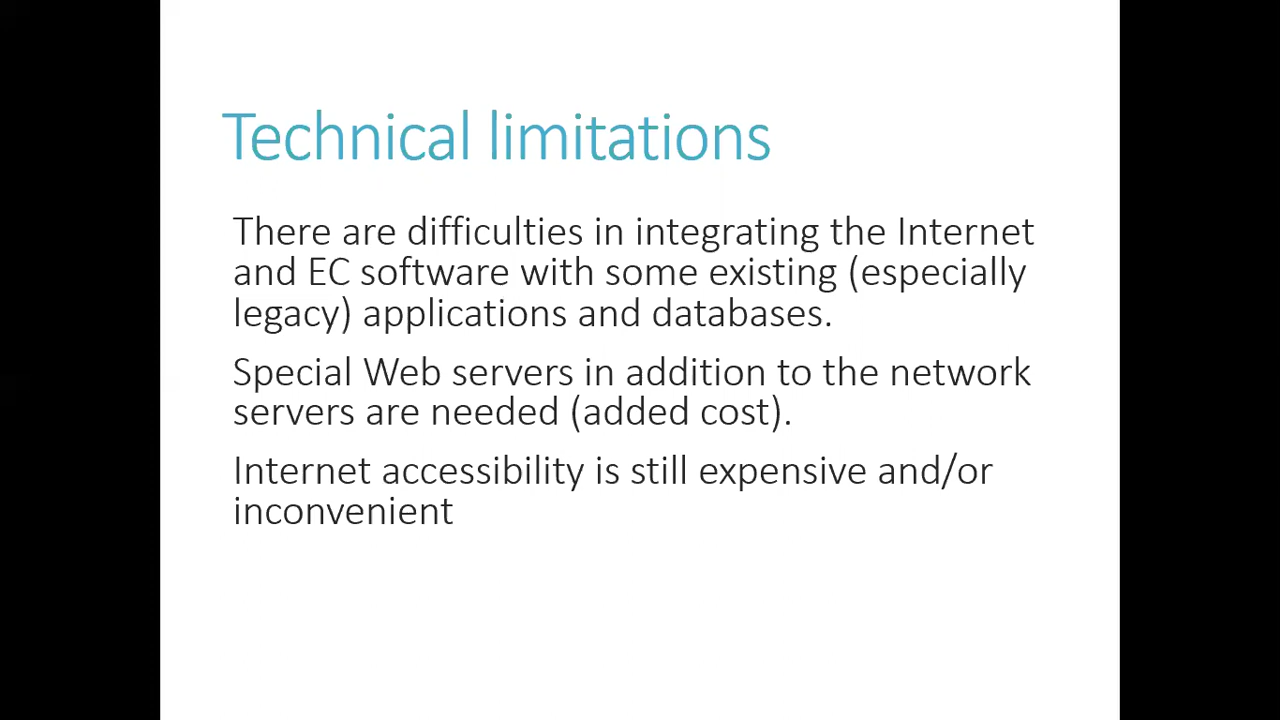 Technical limitations
There are difficulties in integrating the Internet
and EC software with some existing (especially
legacy) applications and databases.
Special Web servers in addition to the network
servers are needed (added cost).
Internet accessibility is still expensive and/or
inconvenient